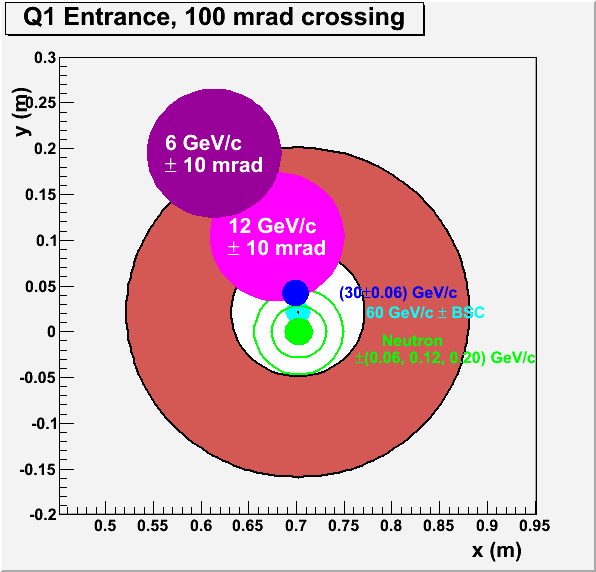 Q1 Entrance, 100 mrad crossing
y (m)
0.3
0.25
0.2
0.15
0.1
0.05
0
-0.05
-0.1
-0.15
-0.2
6 GeV/c
± 10 mrad
12 GeV/c
± 10 mrad
(30±0.06) GeV/c
60 GeV/c ± BSC
Neutron
±(0.06, 0.12, 0.20) GeV/c
0.5 0.55 0.6 0.65 0.7 0.75 0.8 0.85 0.9 0.95
x (m)